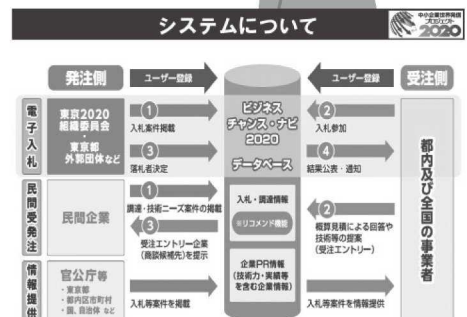 システムについて
中小企業世界発信
プロジェクト
2020
発注側
ユーザー登録
ビジネス
チャンス・ナビ
2020
データベース
ユーザー登録
受注側
電子入札
東京2020
組織委員会
・
東京都
外郭団体など
①
入札案件掲載
③
落札者決定
②
入札参加
④
結果公表・通知
都内及び全国の事業者
民間受発注
民間企業
①
調達・技術ニーズ案件の掲載
③
受注エントリー企業
(商談候補先)を提示
入札・調達情報
※リコメンド機能
②
概算見積による回答や
技術等の提案
(受注エントリー)
情報提供
官公庁等
・東京都
・都内区市町村
・国、自治体 など
入札等案件を掲載
企業PR情報
(技術力・実績等
を含む企業情報)
入札等案件を情報提供